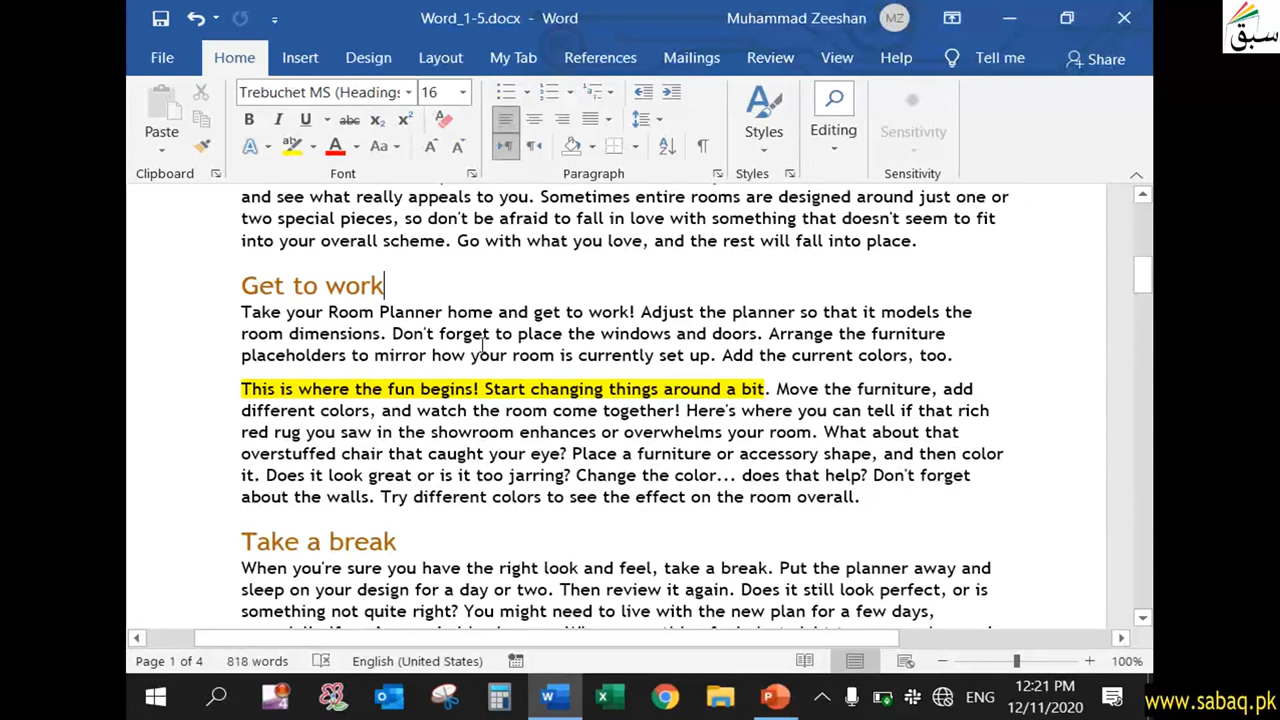 Word_1-5.docx - Word
Muhammad Zeeshan MZ
سبق
File Home Insert Design Layout My Tab References Mailings Review View Help Tell me Share
Trebuchet MS (Headings 16
Paste
B I U abc x₂ x²
A aby A Aa A A
Styles
Editing
Sensitivity
Clipboard Font Paragraph Styles Sensitivity
and see what really appeals to you. Sometimes entire rooms are designed around just one or
two special pieces, so don't be afraid to fall in love with something that doesn't seem to fit
into your overall scheme. Go with what you love, and the rest will fall into place.
Get to work
Take your Room Planner home and get to work! Adjust the planner so that it models the
room dimensions. Don't forget to place the windows and doors. Arrange the furniture
placeholders to mirror how your room is currently set up. Add the current colors, too.
This is where the fun begins! Start changing things around a bit. Move the furniture, add
different colors, and watch the room come together! Here's where you can tell if that rich
red rug you saw in the showroom enhances or overwhelms your room. What about that
overstuffed chair that caught your eye? Place a furniture or accessory shape, and then color
it. Does it look great or is it too jarring? Change the color... does that help? Don't forget
about the walls. Try different colors to see the effect on the room overall.
Take a break
When you're sure you have the right look and feel, take a break. Put the planner away and
sleep on your design for a day or two. Then review it again. Does it still look perfect, or is
something not quite right? You might need to live with the new plan for a few days,
Page 1 of 4 818 words English (United States) 100%
ENG 12:21 PM
12/11/2020
www.sabaq.pk